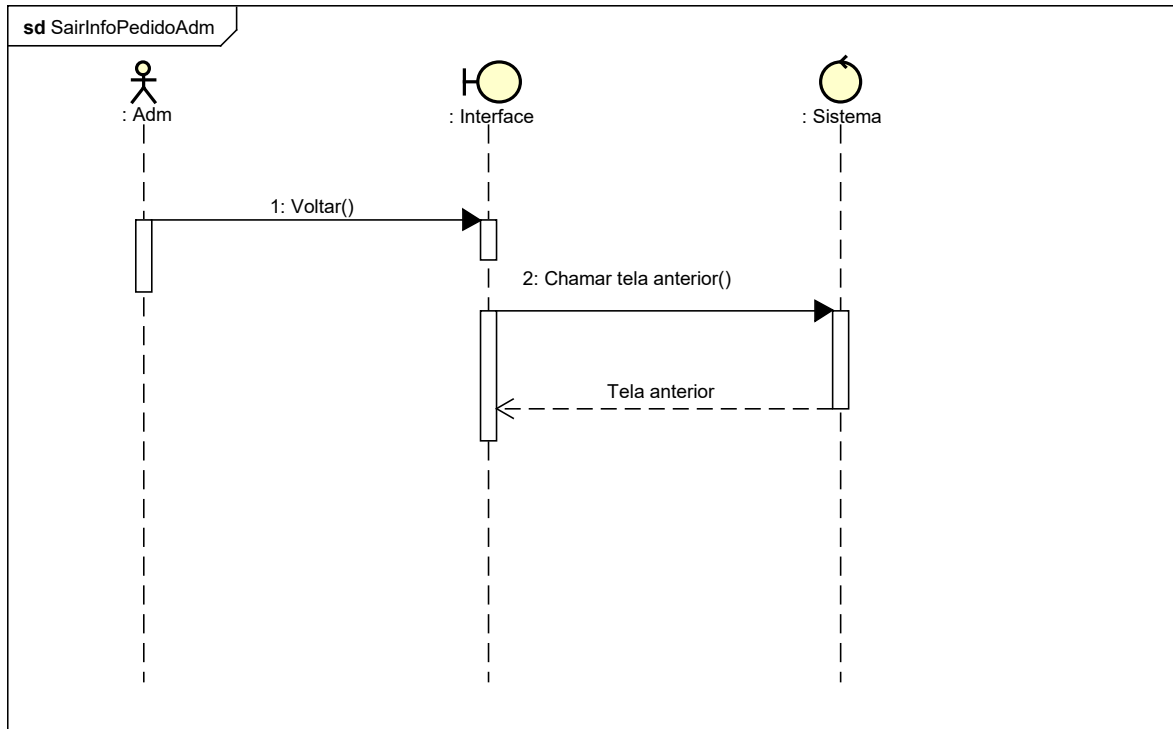 sd SairInfoPedidoAdm
: Adm
: Interface
: Sistema
1: Voltar()
2: Chamar tela anterior()
Tela anterior